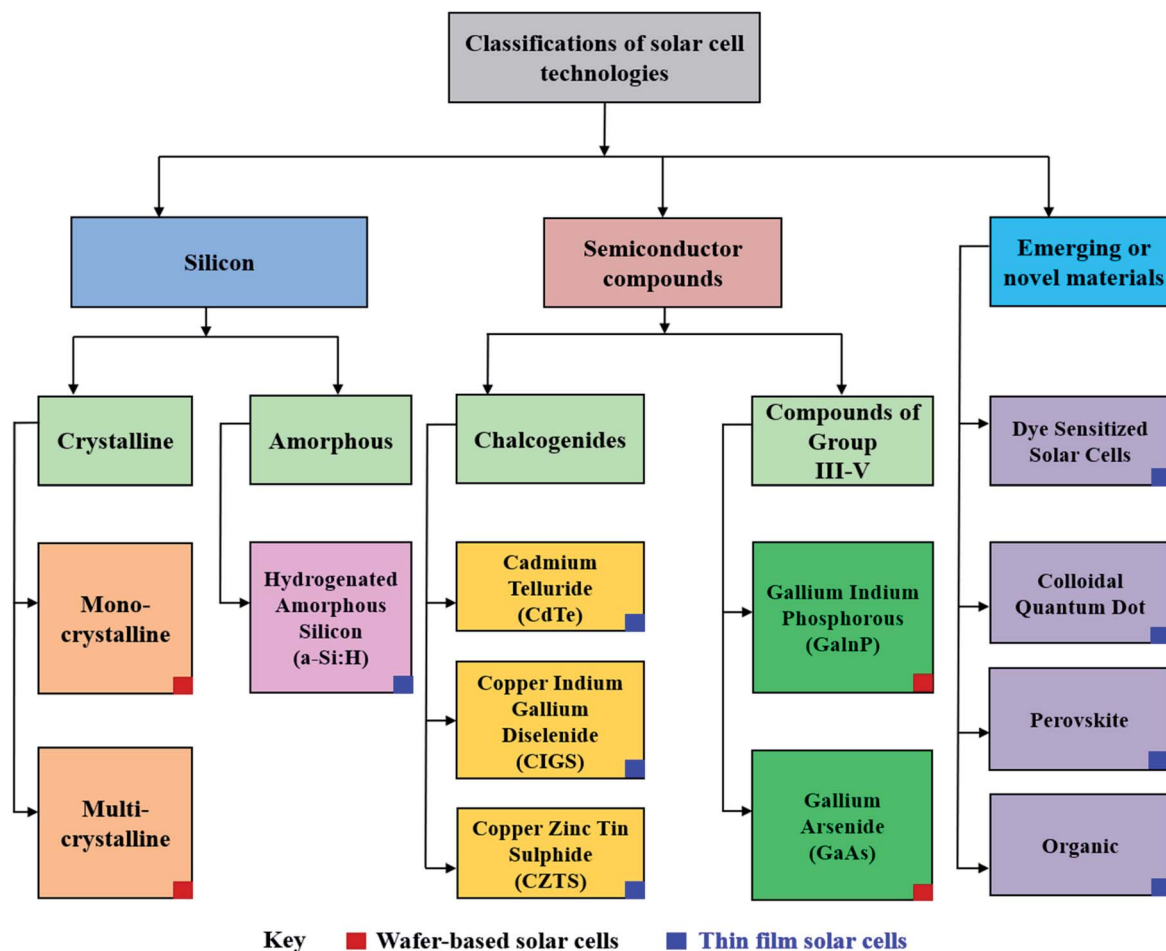 Classifications of solar cell
technologies
Silicon
Semiconductor
compounds
Emerging or
novel materials
Crystalline
Amorphous
Chalcogenides
Compounds of
Group
III-V
Dye Sensitized
Solar Cells
Mono-
crystalline
Hydrogenated
Amorphous
Silicon
(a-Si:H)
Cadmium
Telluride
(CdTe)
Gallium Indium
Phosphorous
(GaInP)
Colloidal
Quantum Dot
Copper Indium
Gallium
Diselenide
(CIGS)
Perovskite
Multi-
crystalline
Copper Zinc Tin
Sulphide
(CZTS)
Gallium
Arsenide
(GaAs)
Organic
Key Wafer-based solar cells Thin film solar cells